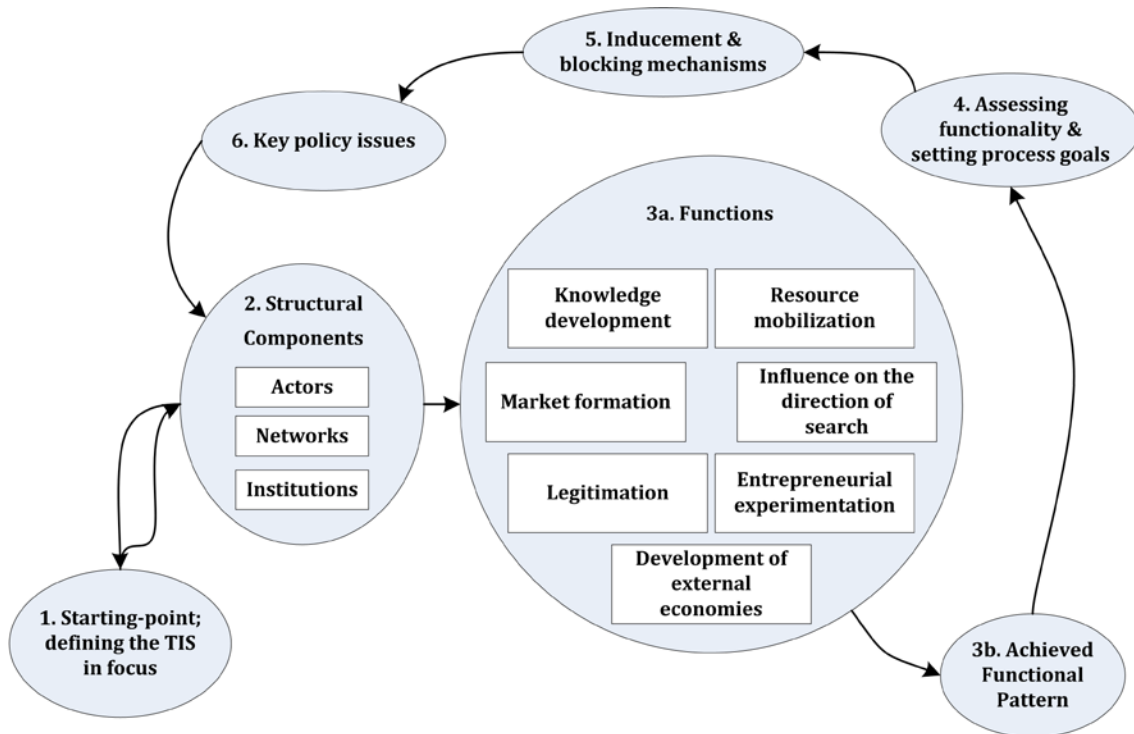 5. Inducement &
blocking mechanisms
4. Assessing
functionality &
setting process goals
6. Key policy issues
3a. Functions
Knowledge
development
Resource
mobilization
Market formation
Influence on the
direction of
search
Legitimation
Entrepreneurial
experimentation
Development of
external
economies
2. Structural
Components
Actors
Networks
Institutions
1. Starting-point;
defining the TIS
in focus
3b. Achieved
Functional
Pattern